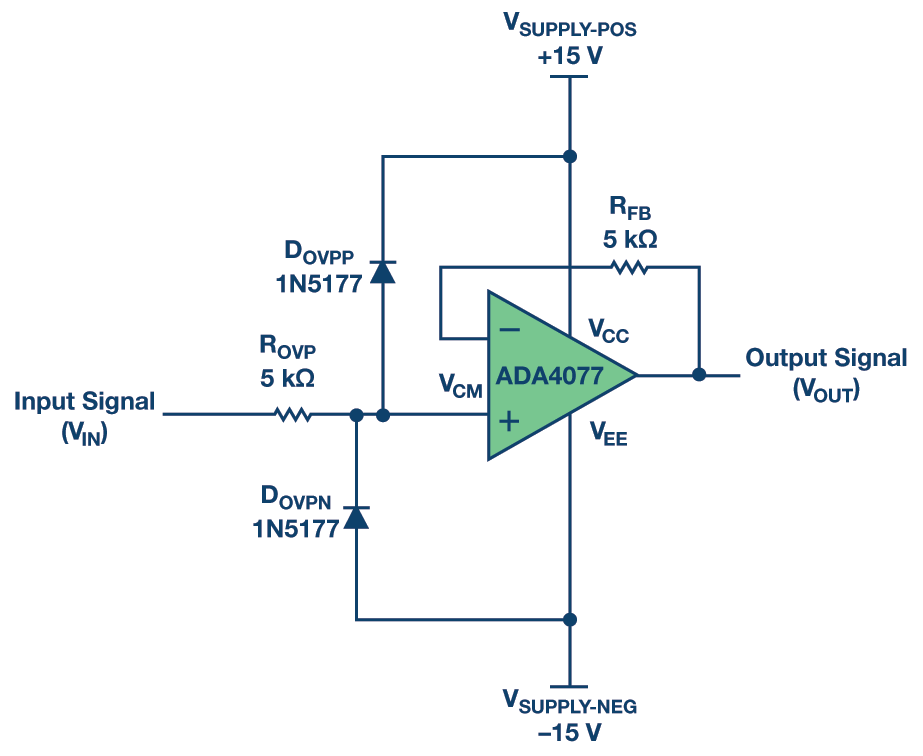 VSUPPLY-POS
+15 V
RFB
5 kΩ
DOVPP
1N5177
VCC
ROVP
5 kΩ
−
ADA4077
VCM
+
Output Signal
(VOUT)
Input Signal
(VIN)
VEE
DOVPN
1N5177
VSUPPLY-NEG
–15 V